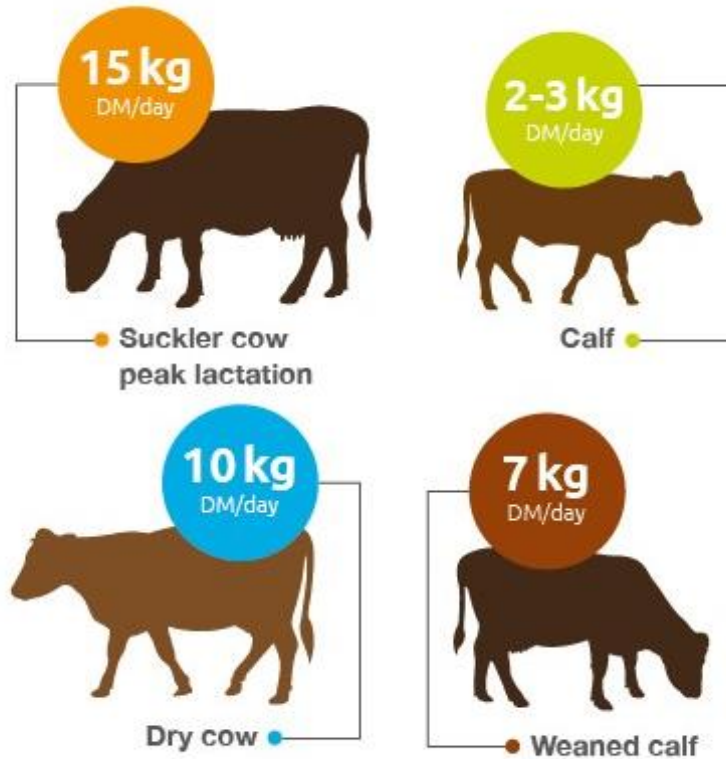 15 kg
DM/day
Suckler cow
peak lactation
2-3 kg
DM/day
Calf
10 kg
DM/day
Dry cow
7 kg
DM/day
Weaned calf